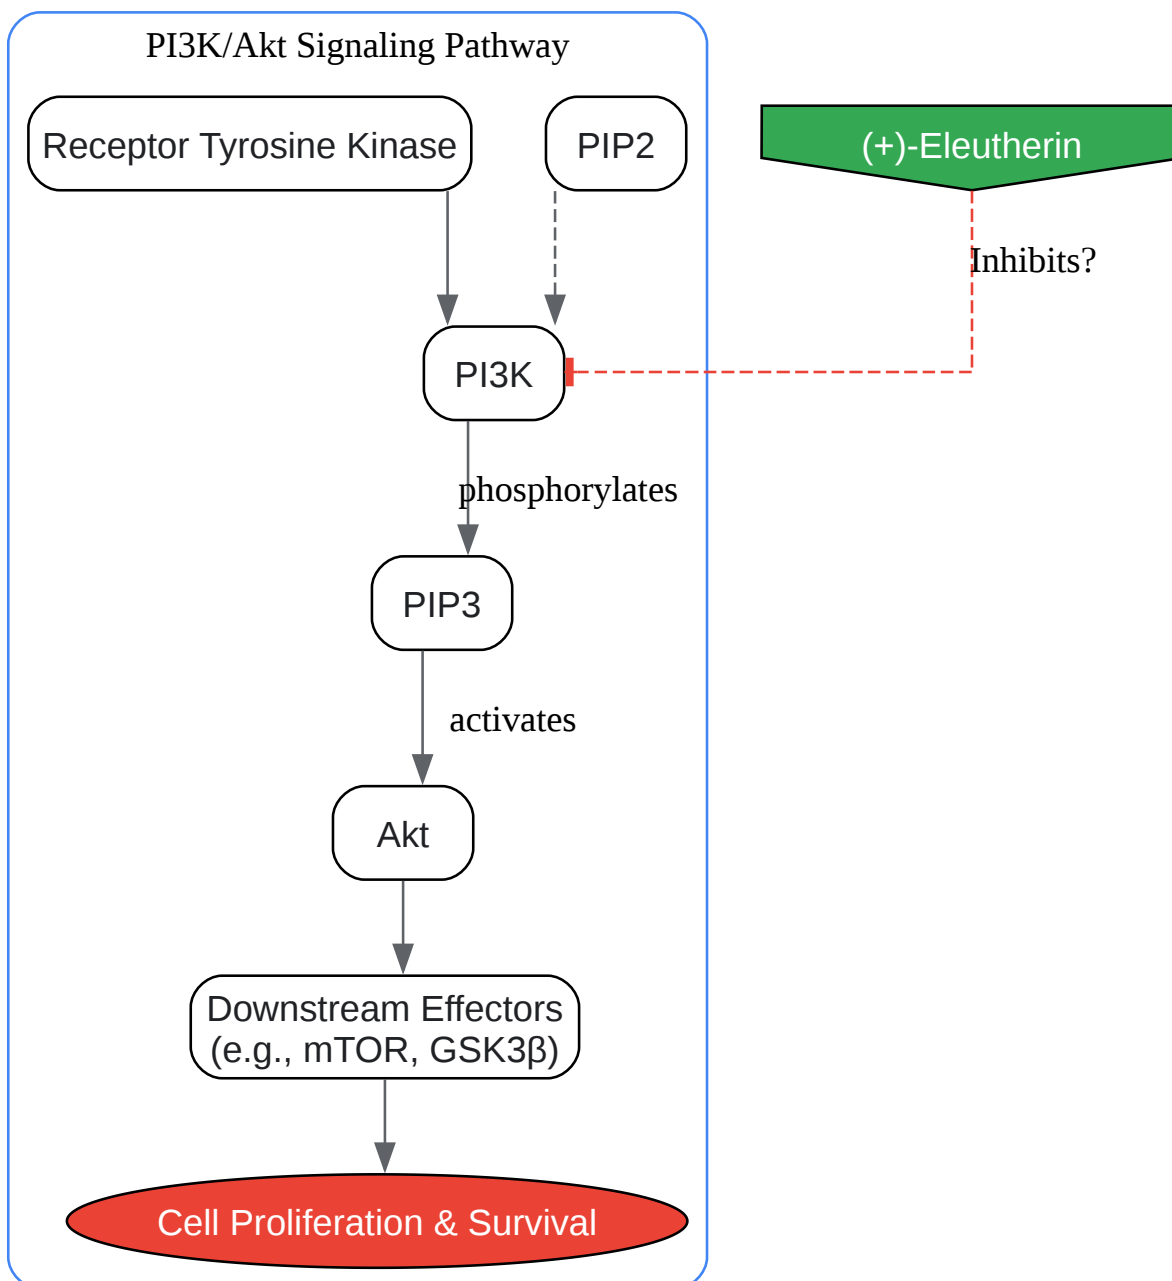 PI3K/Akt Signaling Pathway
Receptor Tyrosine Kinase
PIP2
(+)-Eleutherin
Inhibits?
PI3K
phosphorylates
PIP3
activates
Akt
Downstream Effectors
(e.g., mTOR, GSK3β)
Cell Proliferation & Survival